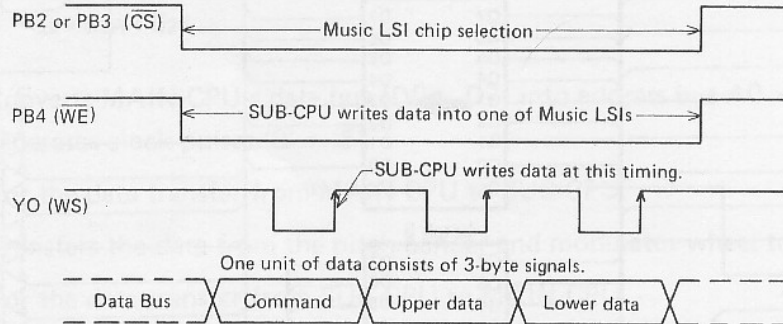 PB2 or PB3 (CS)
Music LSI chip selection
PB4 (WE)
SUB-CPU writes data into one of Music LSIs
SUB-CPU writes data at this timing.
YO (WS)
One unit of data consists of 3-byte signals.
Data Bus
Command
Upper data
Lower data